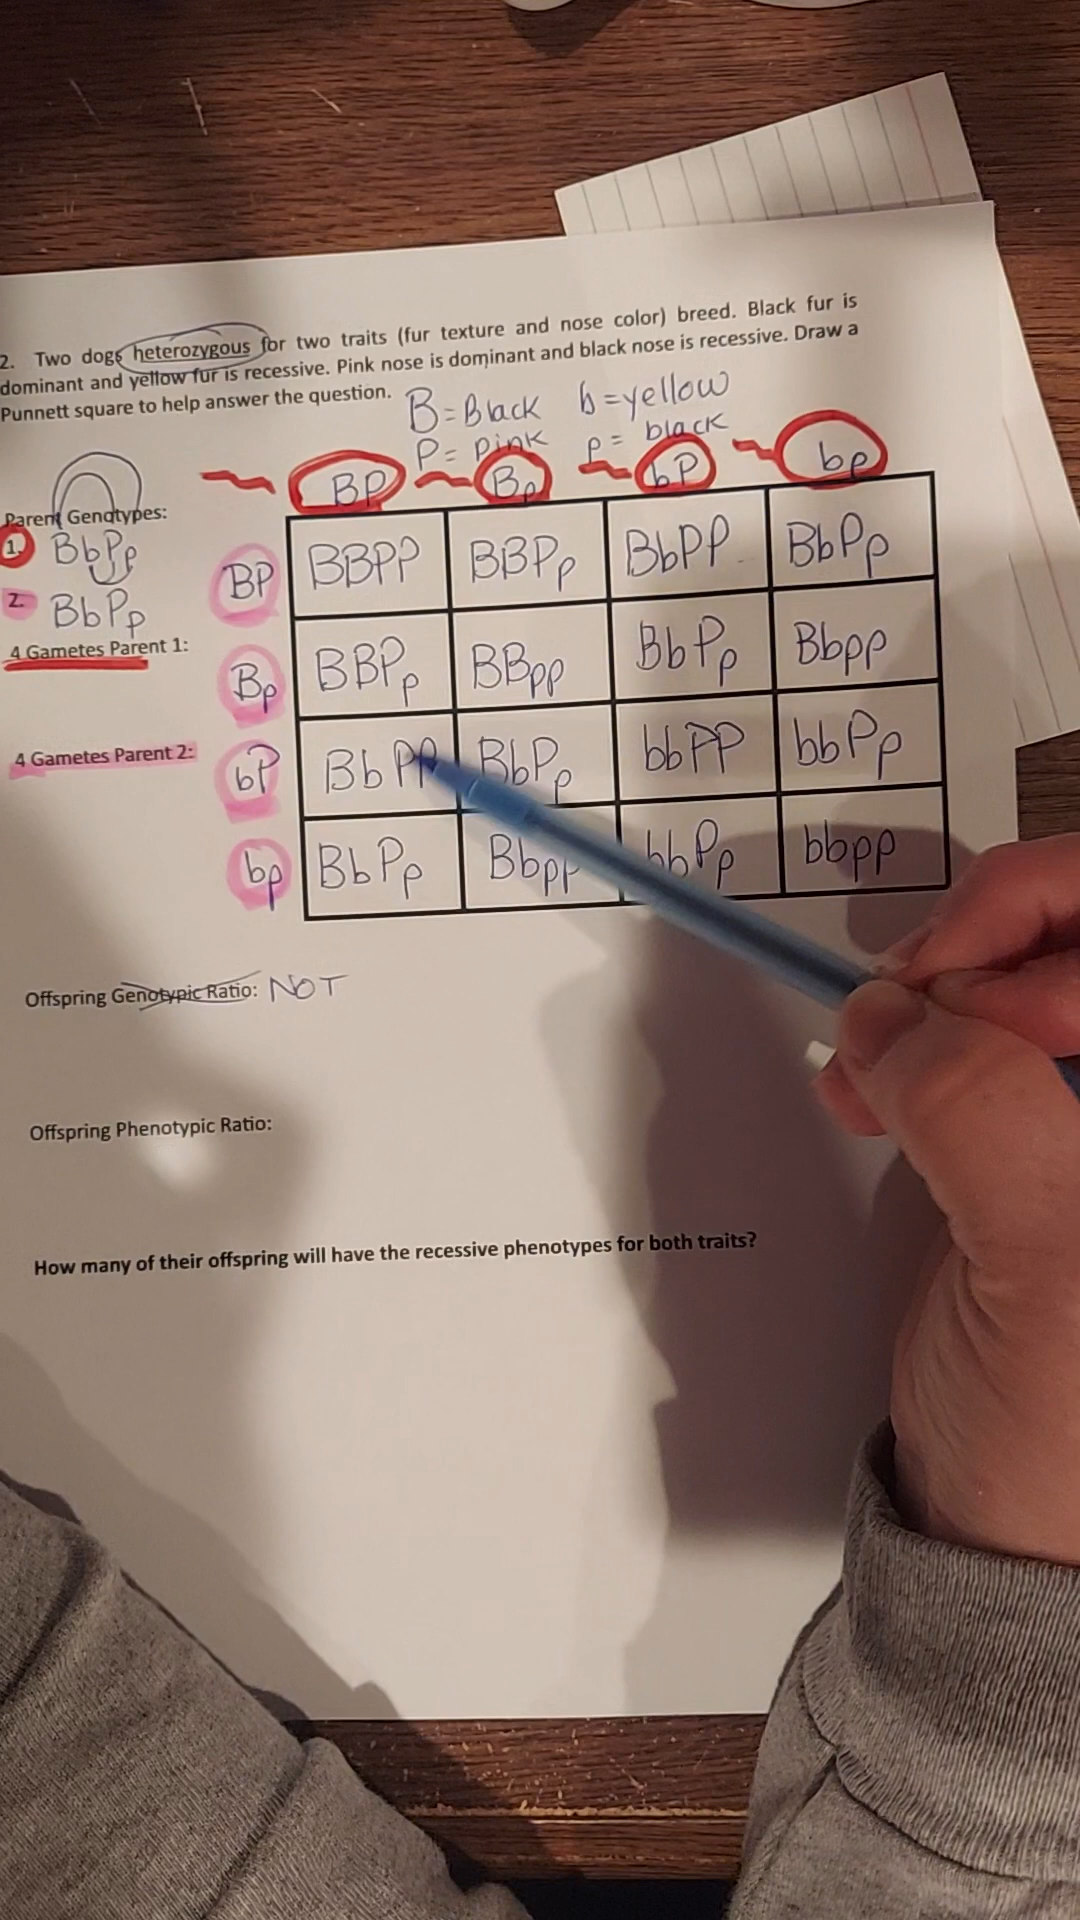 2. Two dogs heterozygous for two traits (fur texture and nose color) breed. Black fur is
dominant and yellow fur is recessive. Pink nose is dominant and black nose is recessive. Draw a
Punnett square to help answer the question.
B=Black b=yellow
P= pink p= black
BP Bp bP bp
Parent Genotypes:
1. BbPp
2. BbPp
4 Gametes Parent 1:
4 Gametes Parent 2:
BP BBPP BBPp BbPP BbPp
Bp BBPp BBpp BbPp Bbpp
bP BbPP BbPp bbPP bbPp
bp BbPp Bbpp bbPp bbpp
Offspring Genotypic Ratio: NOT
Offspring Phenotypic Ratio:
How many of their offspring will have the recessive phenotypes for both traits?